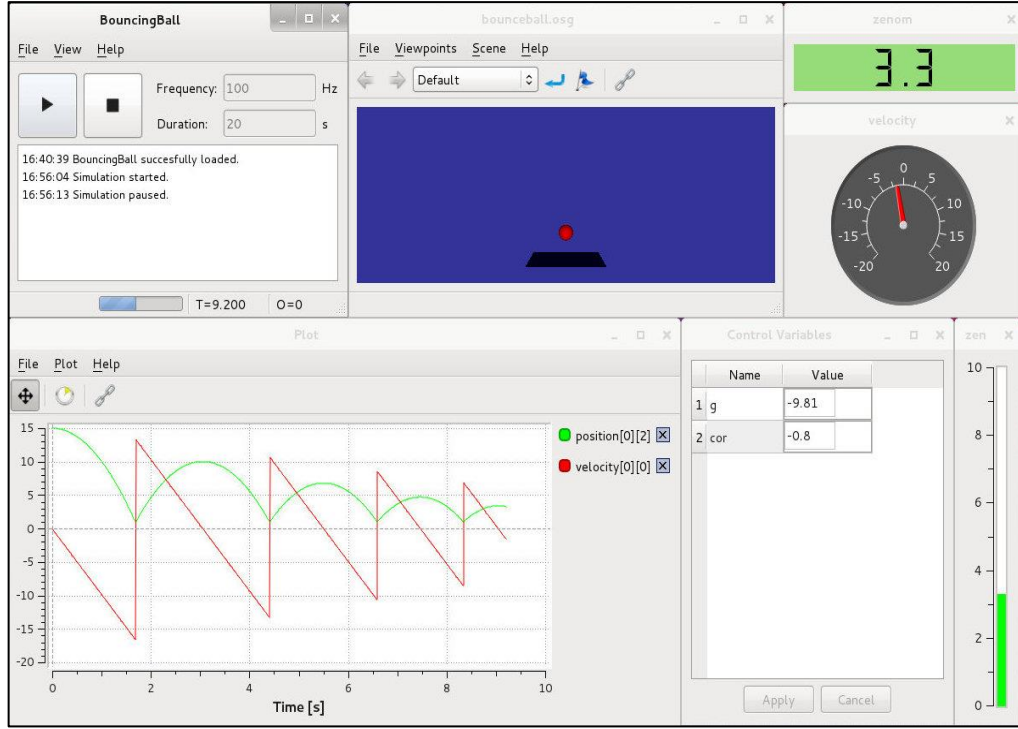 BouncingBall
File View Help
Frequency: 100 Hz
Duration: 20 s
16:40:39 BouncingBall succesfully loaded.
16:56:04 Simulation started.
16:56:13 Simulation paused.
T=9.200 O=0
bounceball.osg
File Viewpoints Scene Help
Default
zenom
3.3
velocity
-20 -15 -10 -5 0 5 10 15 20
Plot
File Plot Help
15
10
5
0
-5
-10
-15
-20
0 2 4 6 8 10
Time [s]
position[0][2]
velocity[0][0]
Control Variables
Name Value
1 g -9.81
2 cor -0.8
Apply Cancel
zen
10
8
6
4
2
0